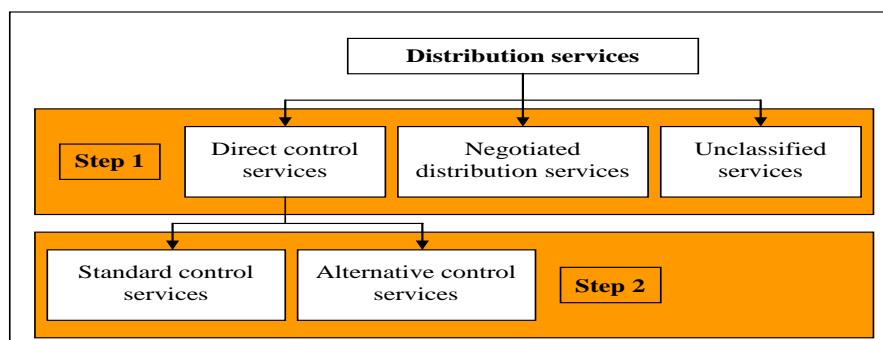 Distribution services
Step 1
Direct control
services
Negotiated
distribution services
Unclassified
services
Standard control
services
Alternative control
services
Step 2